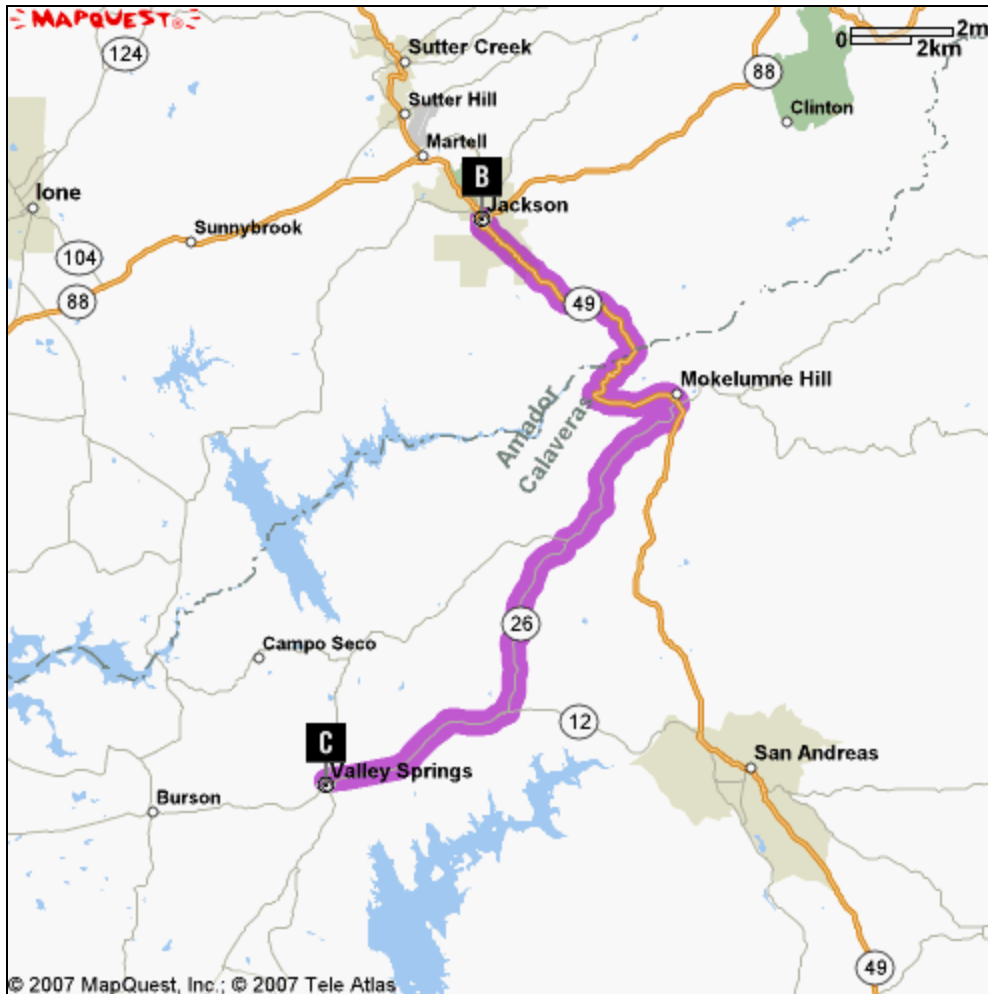 MAPQUEST
®
124
Sutter Creek
0
2m
2km
88
Sutter Hill
Clinton
Martell
B
Ione
Jackson
Sunnybrook
104
88
49
Mokelumne Hill
Amador
Calaveras
26
Campo Seco
12
C
San Andreas
Valley Springs
Burson
49
© 2007 MapQuest, Inc.; © 2007 Tele Atlas